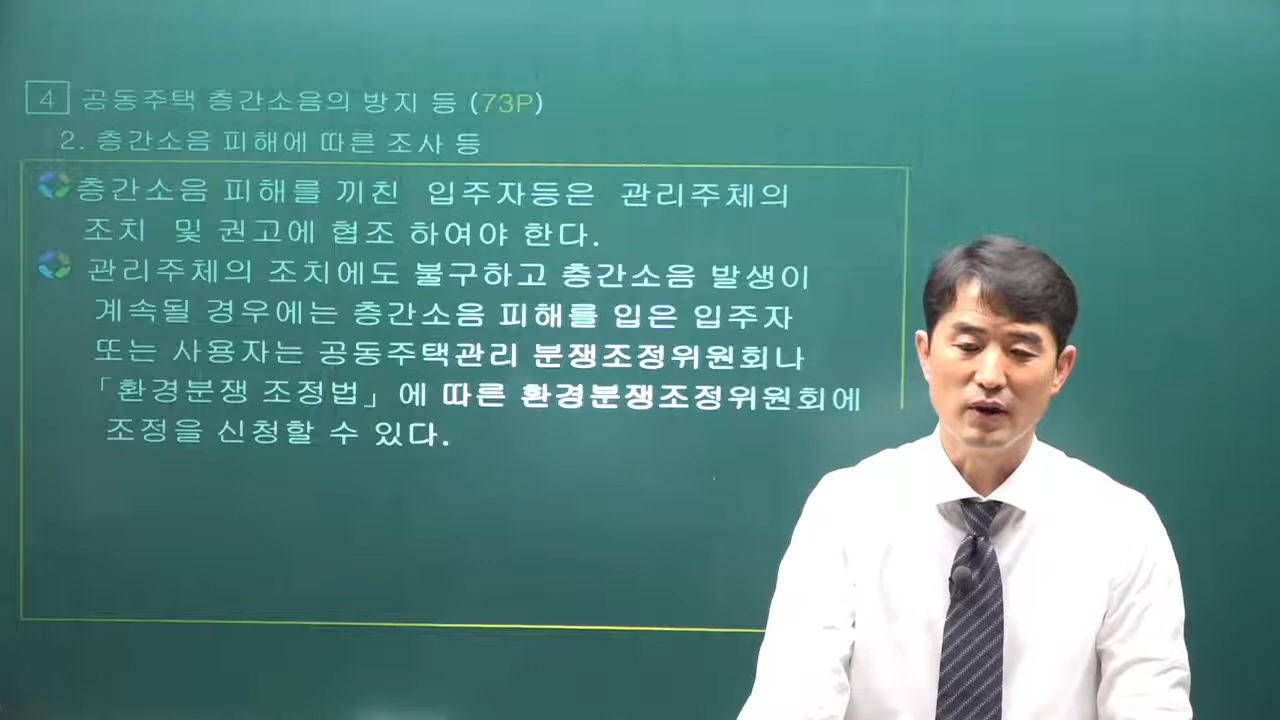 4 공동주택 층간소음의 방지 등 (73P)
2. 층간소음 피해에 따른 조사 등
층간소음 피해를 끼친 입주자등은 관리주체의
조치 및 권고에 협조 하여야 한다.
관리주체의 조치에도 불구하고 층간소음 발생이
계속될 경우에는 층간소음 피해를 입은 입주자
또는 사용자는 공동주택관리 분쟁조정위원회나
「환경분쟁 조정법」에 따른 환경분쟁조정위원회에
조정을 신청할 수 있다.